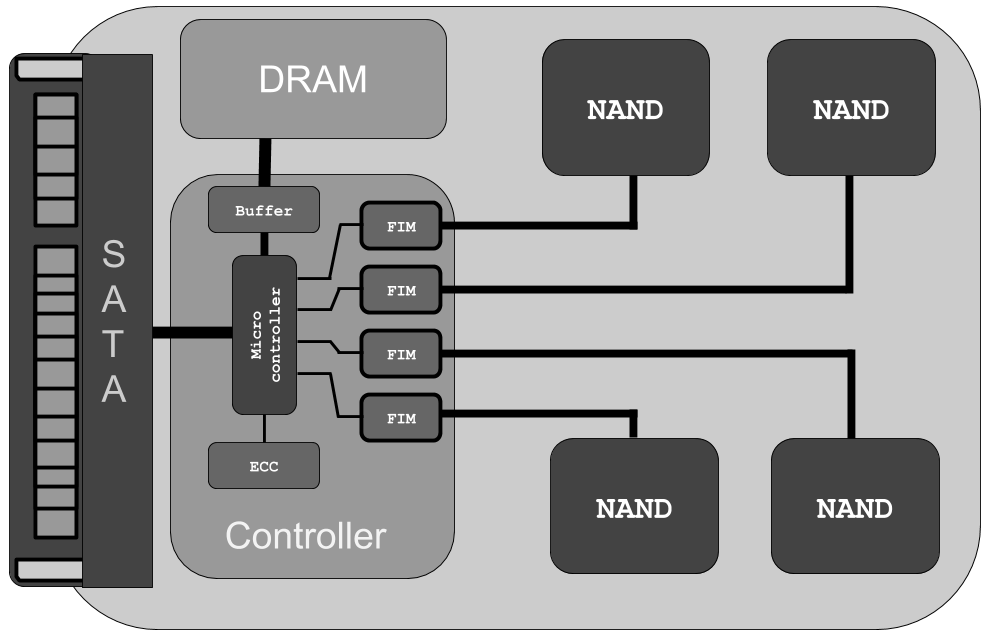 DRAM
NAND
NAND
Buffer
FIM
FIM
FIM
FIM
S
A
T
A
Micro
controller
ECC
Controller
NAND
NAND